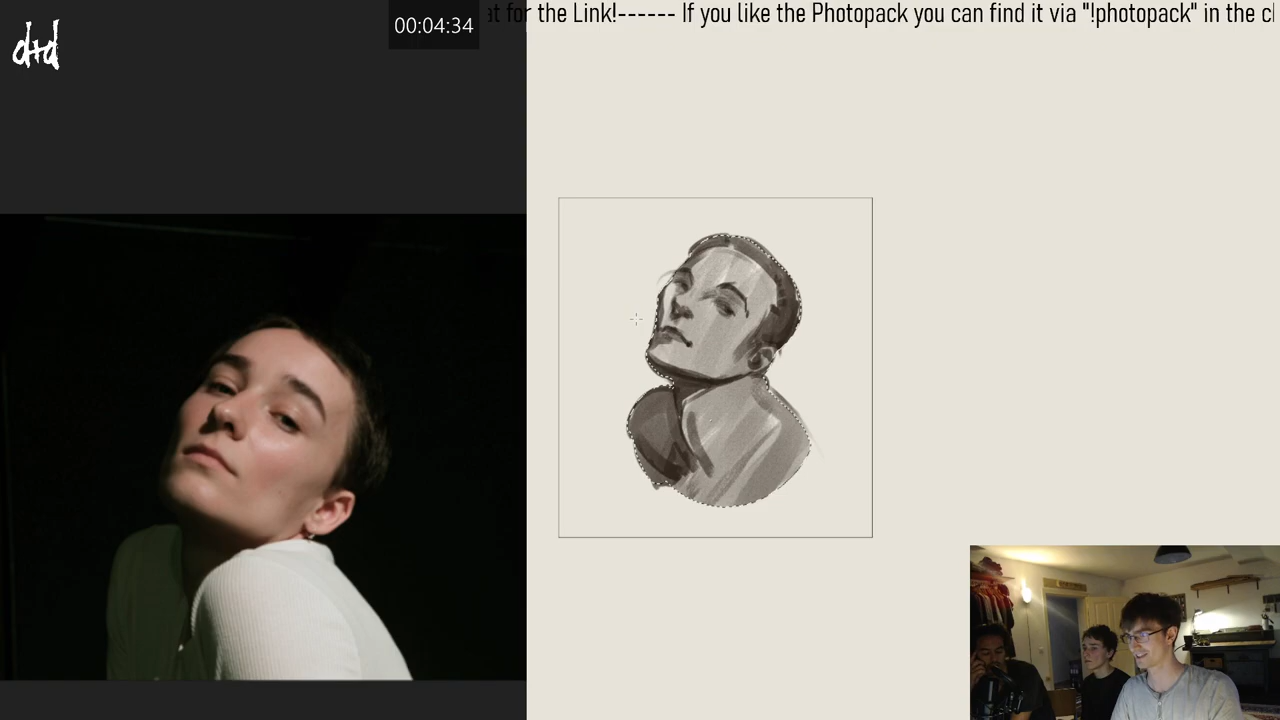 d+d
00:04:34
at for the Link!------ If you like the Photopack you can find it via "!photopack" in the